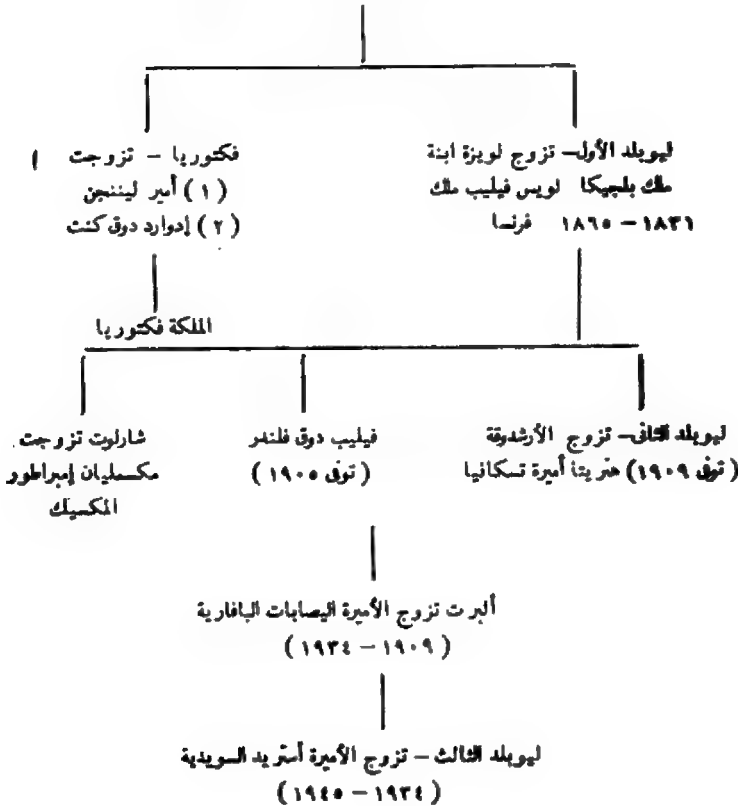 ليوبلد الأول – تزوج لويزة ابنة
ملك بلجيكا لويس فيليب ملك
١٨٣١ – ١٨٦٥ فرنسا
فكتوريا – تزوجت
( ١ ) أمير ليننجن
( ٢ ) إدوارد دوق كنت
الملكة فكتوريا
ليوبلد الثانى – تزوج الأرشدوقة
( توفى ١٩٠٩ ) هنريتا أميرة تسكانيا
فيليب دوق فلندر
( توفى ١٩٠٥ )
شارلوت تزوجت
مكسمليان إمبراطور
المكسيك
ألبرت تزوج الأميرة اليصابات البافارية
( ١٩٠٩ – ١٩٣٤ )
ليوبلد الثالث – تزوج الأميرة أستريد السويدية
( ١٩٣٤ – ١٩٤٥ )